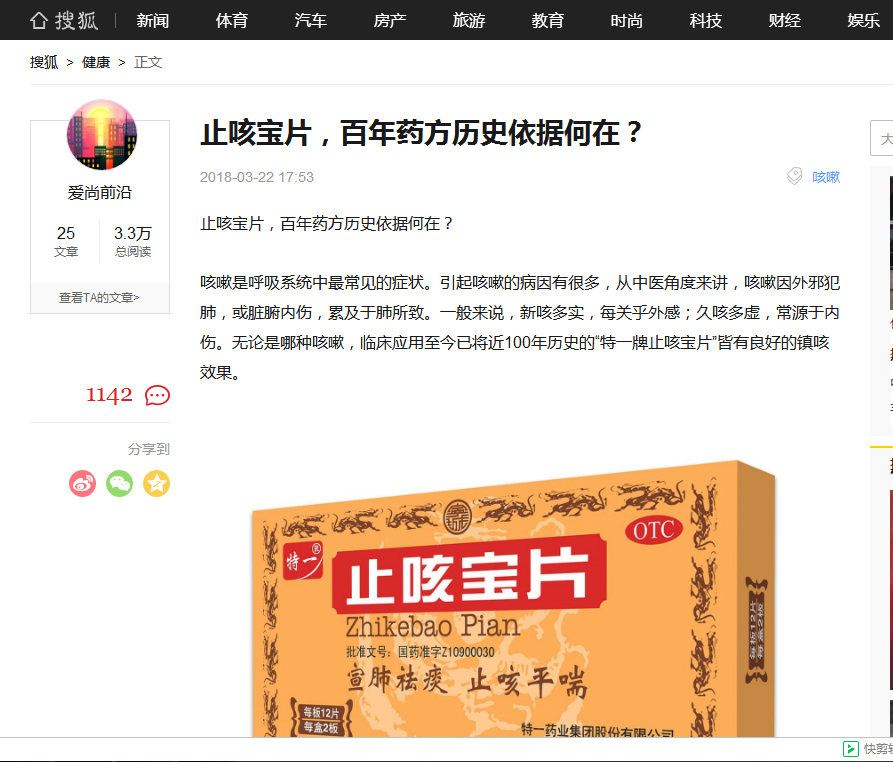 搜狐 新闻 体育 汽车 房产 旅游 教育 时尚 科技 财经 娱乐
搜狐 > 健康 > 正文
止咳宝片，百年药方历史依据何在？
2018-03-22 17:53
咳嗽
大
爱尚前沿
25 3.3万
文章 总阅读
查看TA的文章>
1142
分享到
止咳宝片，百年药方历史依据何在？
咳嗽是呼吸系统中最常见的症状。引起咳嗽的病因有很多，从中医角度来讲，咳嗽因外邪犯
肺，或脏腑内伤，累及于肺所致。一般来说，新咳多实，每关乎外感；久咳多虚，常源于内
伤。无论是哪种咳嗽，临床应用至今已将近100年历史的“特一牌止咳宝片”皆有良好的镇咳
效果。
OTC
特一®
止咳宝片
Zhikebao Pian
批准文号：国药准字Z10900030
宣肺祛痰 止咳平喘
每板12片
每盒2板
特一药业集团股份有限公司
每板12片
每盒2板
快剪辑